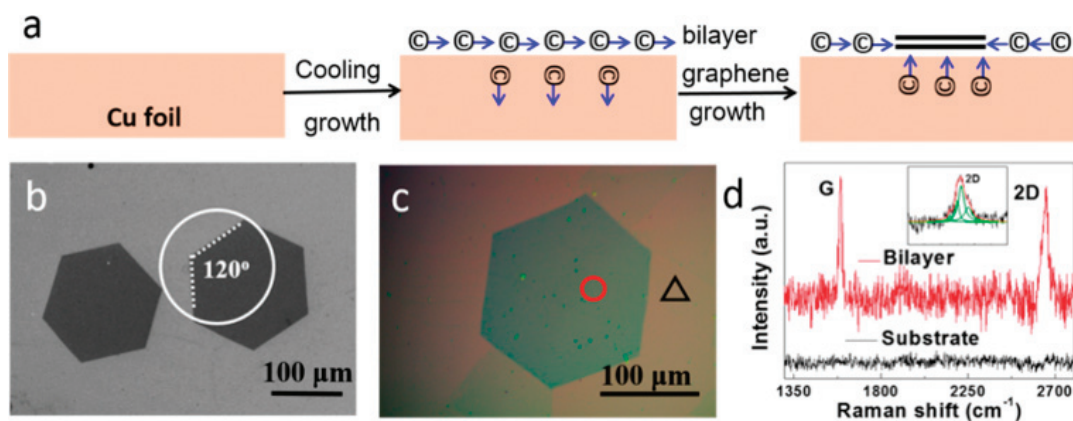 a
Cu foil
Cooling
growth
© © © © © ©
© © ©
bilayer
graphene
growth
© © © ©
© © ©
b
120º
100 µm
c
100 µm
d
G
2D
2D
Bilayer
Substrate
Intensity (a.u.)
1350 1800 2250 2700
Raman shift (cm⁻¹)